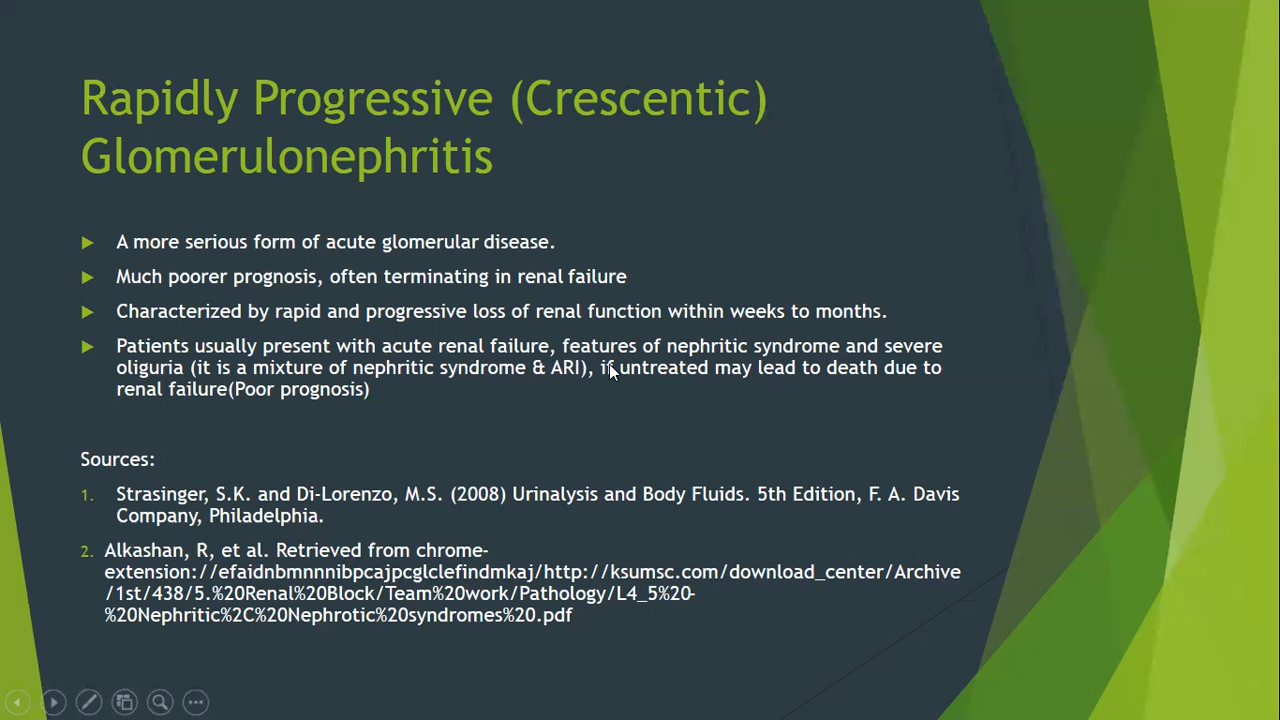 Rapidly Progressive (Crescentic)
Glomerulonephritis
A more serious form of acute glomerular disease.
Much poorer prognosis, often terminating in renal failure
Characterized by rapid and progressive loss of renal function within weeks to months.
Patients usually present with acute renal failure, features of nephritic syndrome and severe
oliguria (it is a mixture of nephritic syndrome & ARI), if untreated may lead to death due to
renal failure(Poor prognosis)
Sources:
1. Strasinger, S.K. and Di-Lorenzo, M.S. (2008) Urinalysis and Body Fluids. 5th Edition, F. A. Davis
Company, Philadelphia.
2. Alkashan, R, et al. Retrieved from chrome-
extension://efaidnbmnnnibpcajpcglclefindmkaj/http://ksumsc.com/download_center/Archive
/1st/438/5.%20Renal%20Block/Team%20work/Pathology/L4_5%20-
%20Nephritic%2C%20Nephrotic%20syndromes%20.pdf